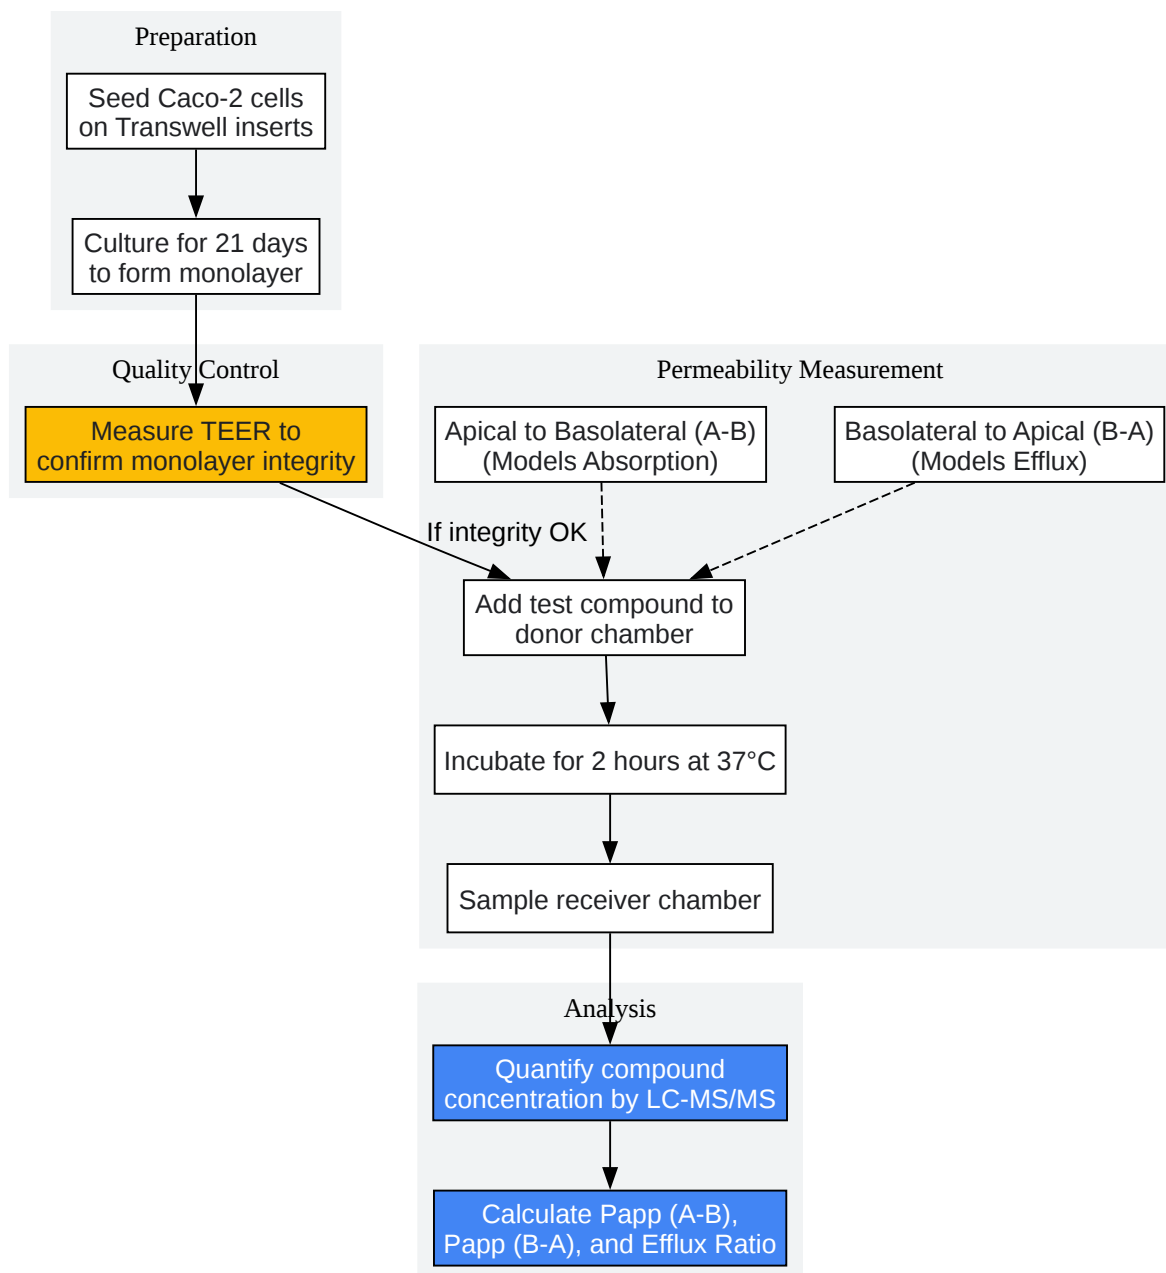 Preparation
Seed Caco-2 cells
on Transwell inserts
Culture for 21 days
to form monolayer
Quality Control
Measure TEER to
confirm monolayer integrity
If integrity OK
Permeability Measurement
Apical to Basolateral (A-B)
(Models Absorption)
Basolateral to Apical (B-A)
(Models Efflux)
Add test compound to
donor chamber
Incubate for 2 hours at 37°C
Sample receiver chamber
Analysis
Quantify compound
concentration by LC-MS/MS
Calculate Papp (A-B),
Papp (B-A), and Efflux Ratio